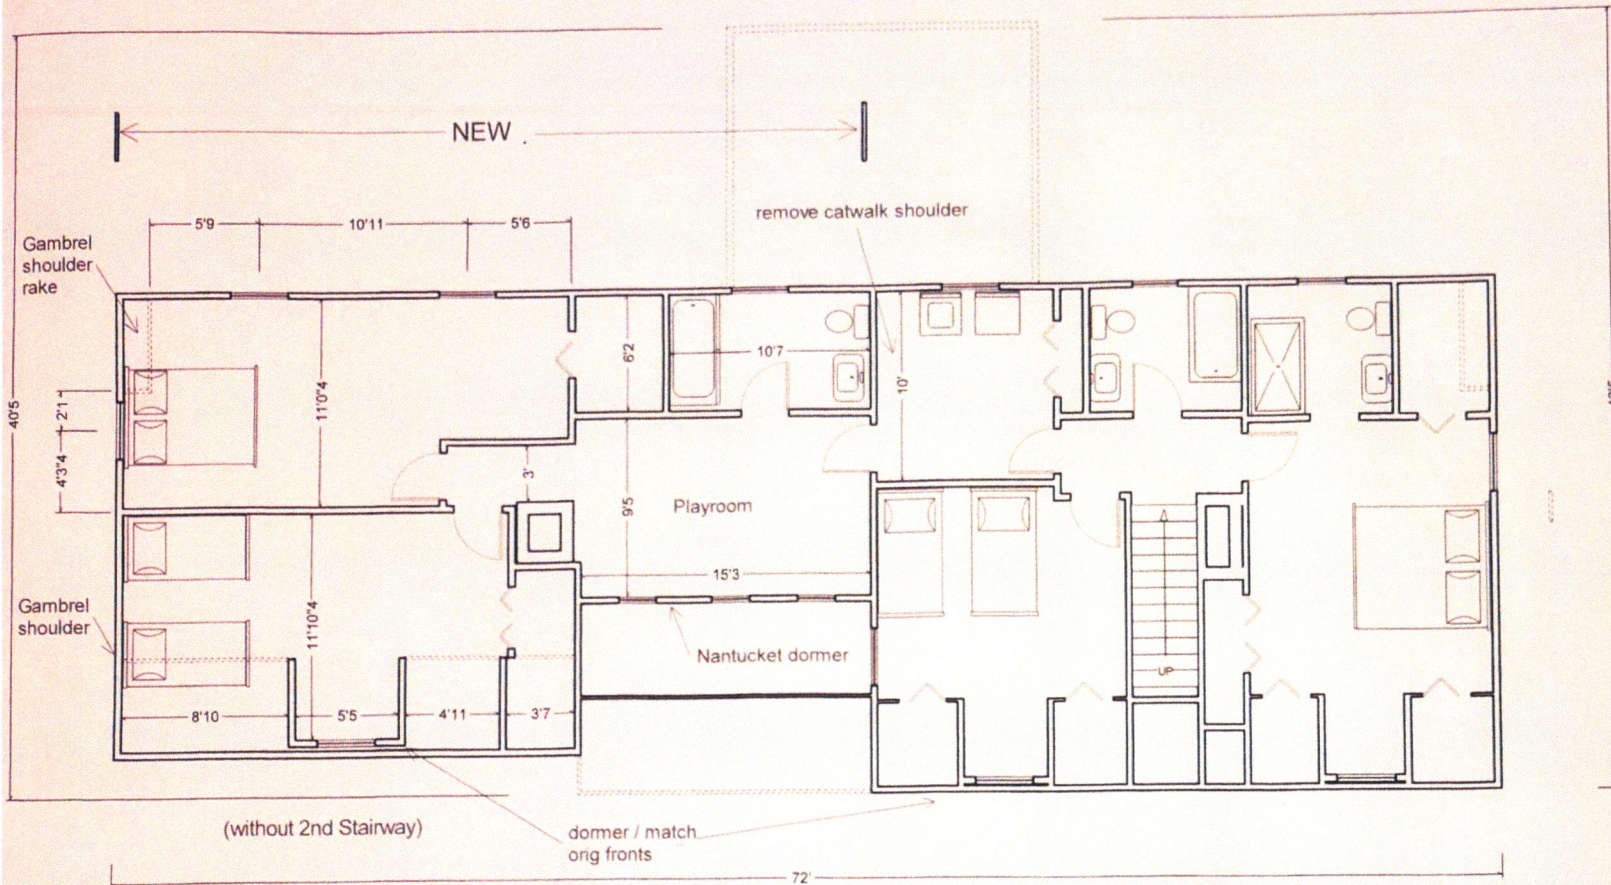 NEW .
remove catwalk shoulder
5'9
10'11
5'6
Gambrel
shoulder
rake
40'5
2'1
4'3"4
11'0"4
6'2
10'7
10'
3'
9'5
Playroom
15'3
Gambrel
shoulder
11'10"4
Nantucket dormer
UP
8'10
5'5
4'11
3'7
(without 2nd Stairway)
dormer / match
orig fronts
72'